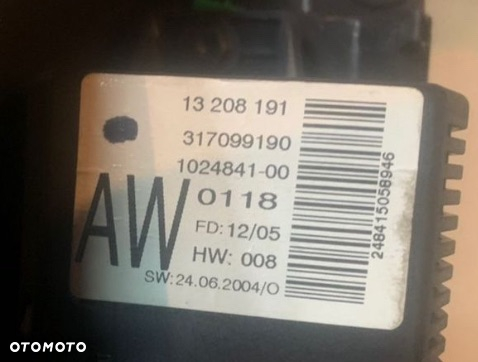 13 208 191
317099190
1024841-00
AW
0118
FD: 12/05
HW: 008
SW: 24.06.2004/O
248415058946
OTOMOTO
OTOMOTO